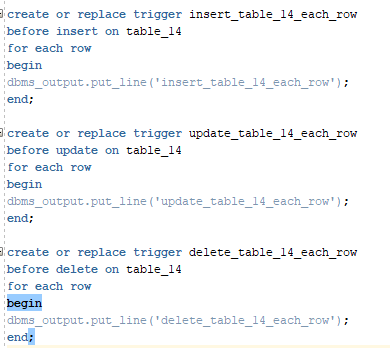 create or replace trigger insert_table_14_each_row
before insert on table_14
for each row
begin
dbms_output.put_line('insert_table_14_each_row');
end;
create or replace trigger update_table_14_each_row
before update on table_14
for each row
begin
dbms_output.put_line('update_table_14_each_row');
end;
create or replace trigger delete_table_14_each_row
before delete on table_14
for each row
begin
dbms_output.put_line('delete_table_14_each_row');
end;